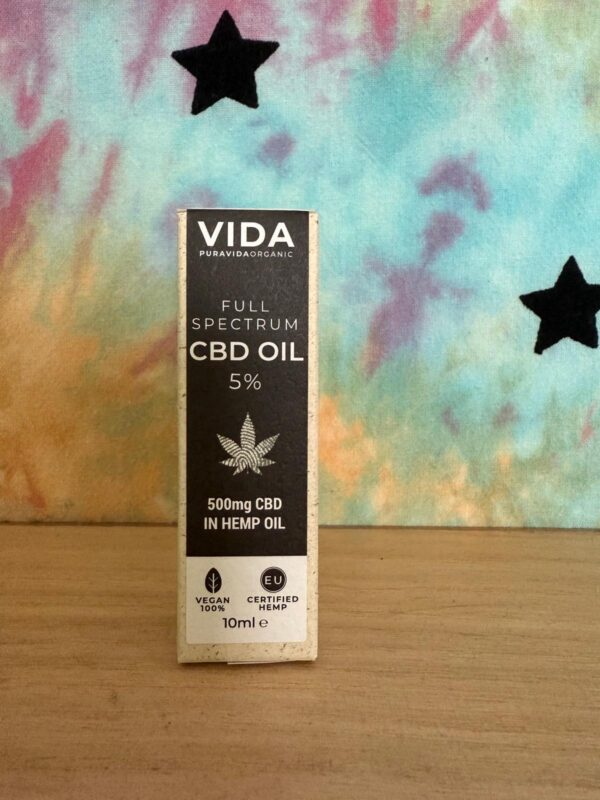 VIDA
PURAVIDAORGANIC
FULL
SPECTRUM
CBD OIL
5%
500mg CBD
IN HEMP OIL
VEGAN
100%
EU
CERTIFIED
HEMP
10ml ℮